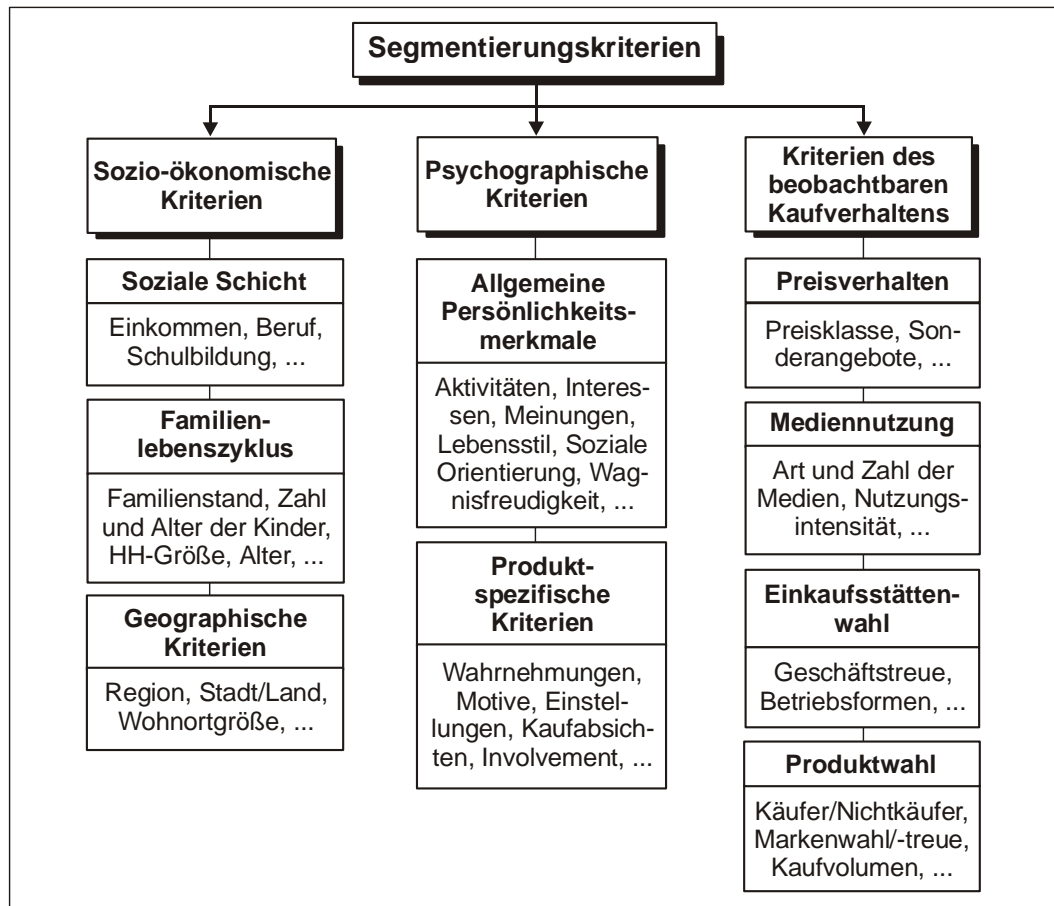 Segmentierungskriterien
Sozio-ökonomische
Kriterien
Soziale Schicht
Einkommen, Beruf,
Schulbildung, ...
Familien-
lebenszyklus
Familienstand, Zahl
und Alter der Kinder,
HH-Größe, Alter, ...
Geographische
Kriterien
Region, Stadt/Land,
Wohnortgröße, ...
Psychographische
Kriterien
Allgemeine
Persönlichkeits-
merkmale
Aktivitäten, Interes-
sen, Meinungen,
Lebensstil, Soziale
Orientierung, Wag-
nisfreudigkeit, ...
Produkt-
spezifische
Kriterien
Wahrnehmungen,
Motive, Einstel-
lungen, Kaufabsich-
ten, Involvement, ...
Kriterien des
beobachtbaren
Kaufverhaltens
Preisverhalten
Preisklasse, Son-
derangebote, ...
Mediennutzung
Art und Zahl der
Medien, Nutzungs-
intensität, ...
Einkaufsstätten-
wahl
Geschäftstreue,
Betriebsformen, ...
Produktwahl
Käufer/Nichtkäufer,
Markenwahl/-treue,
Kaufvolumen, ...